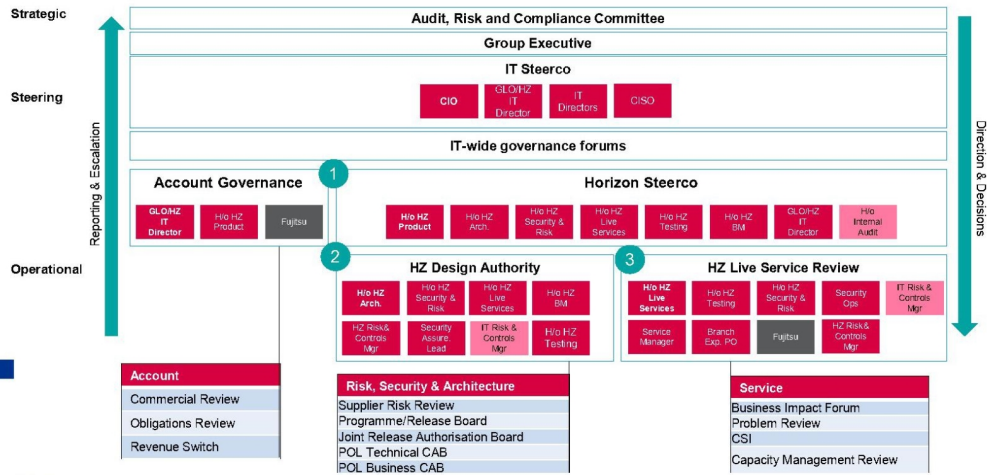 Strategic
Audit, Risk and Compliance Committee
Group Executive
IT Steerco
Steering
CIO
GLO/HZ
IT
Director
IT
Directors
CISO
IT-wide governance forums
Reporting & Escalation
Direction & Decisions
1
Account Governance
GLO/HZ
IT
Director
H/o HZ
Product
Fujitsu
Horizon Steerco
H/o HZ
Product
H/o HZ
Arch.
H/o HZ
Security &
Risk
H/o HZ
Live
Services
H/o HZ
Testing
H/o HZ
BM
GLO/HZ
IT
Director
H/o
Internal
Audit
Operational
2
HZ Design Authority
H/o HZ
Arch.
H/o HZ
Security &
Risk
H/o HZ
Live
Services
H/o HZ
BM
HZ Risk&
Controls
Mgr
Security
Assure.
Lead
IT Risk &
Controls
Mgr
H/o HZ
Testing
3
HZ Live Service Review
H/o HZ
Live
Services
H/o HZ
Testing
H/o HZ
Security &
Risk
Security
Ops
IT Risk &
Controls
Mgr
Service
Manager
Branch
Exp. PO
Fujitsu
HZ Risk&
Controls
Mgr
Account
Commercial Review
Obligations Review
Revenue Switch
Risk, Security & Architecture
Supplier Risk Review
Programme/Release Board
Joint Release Authorisation Board
POL Technical CAB
POL Business CAB
Service
Business Impact Forum
Problem Review
CSI
Capacity Management Review